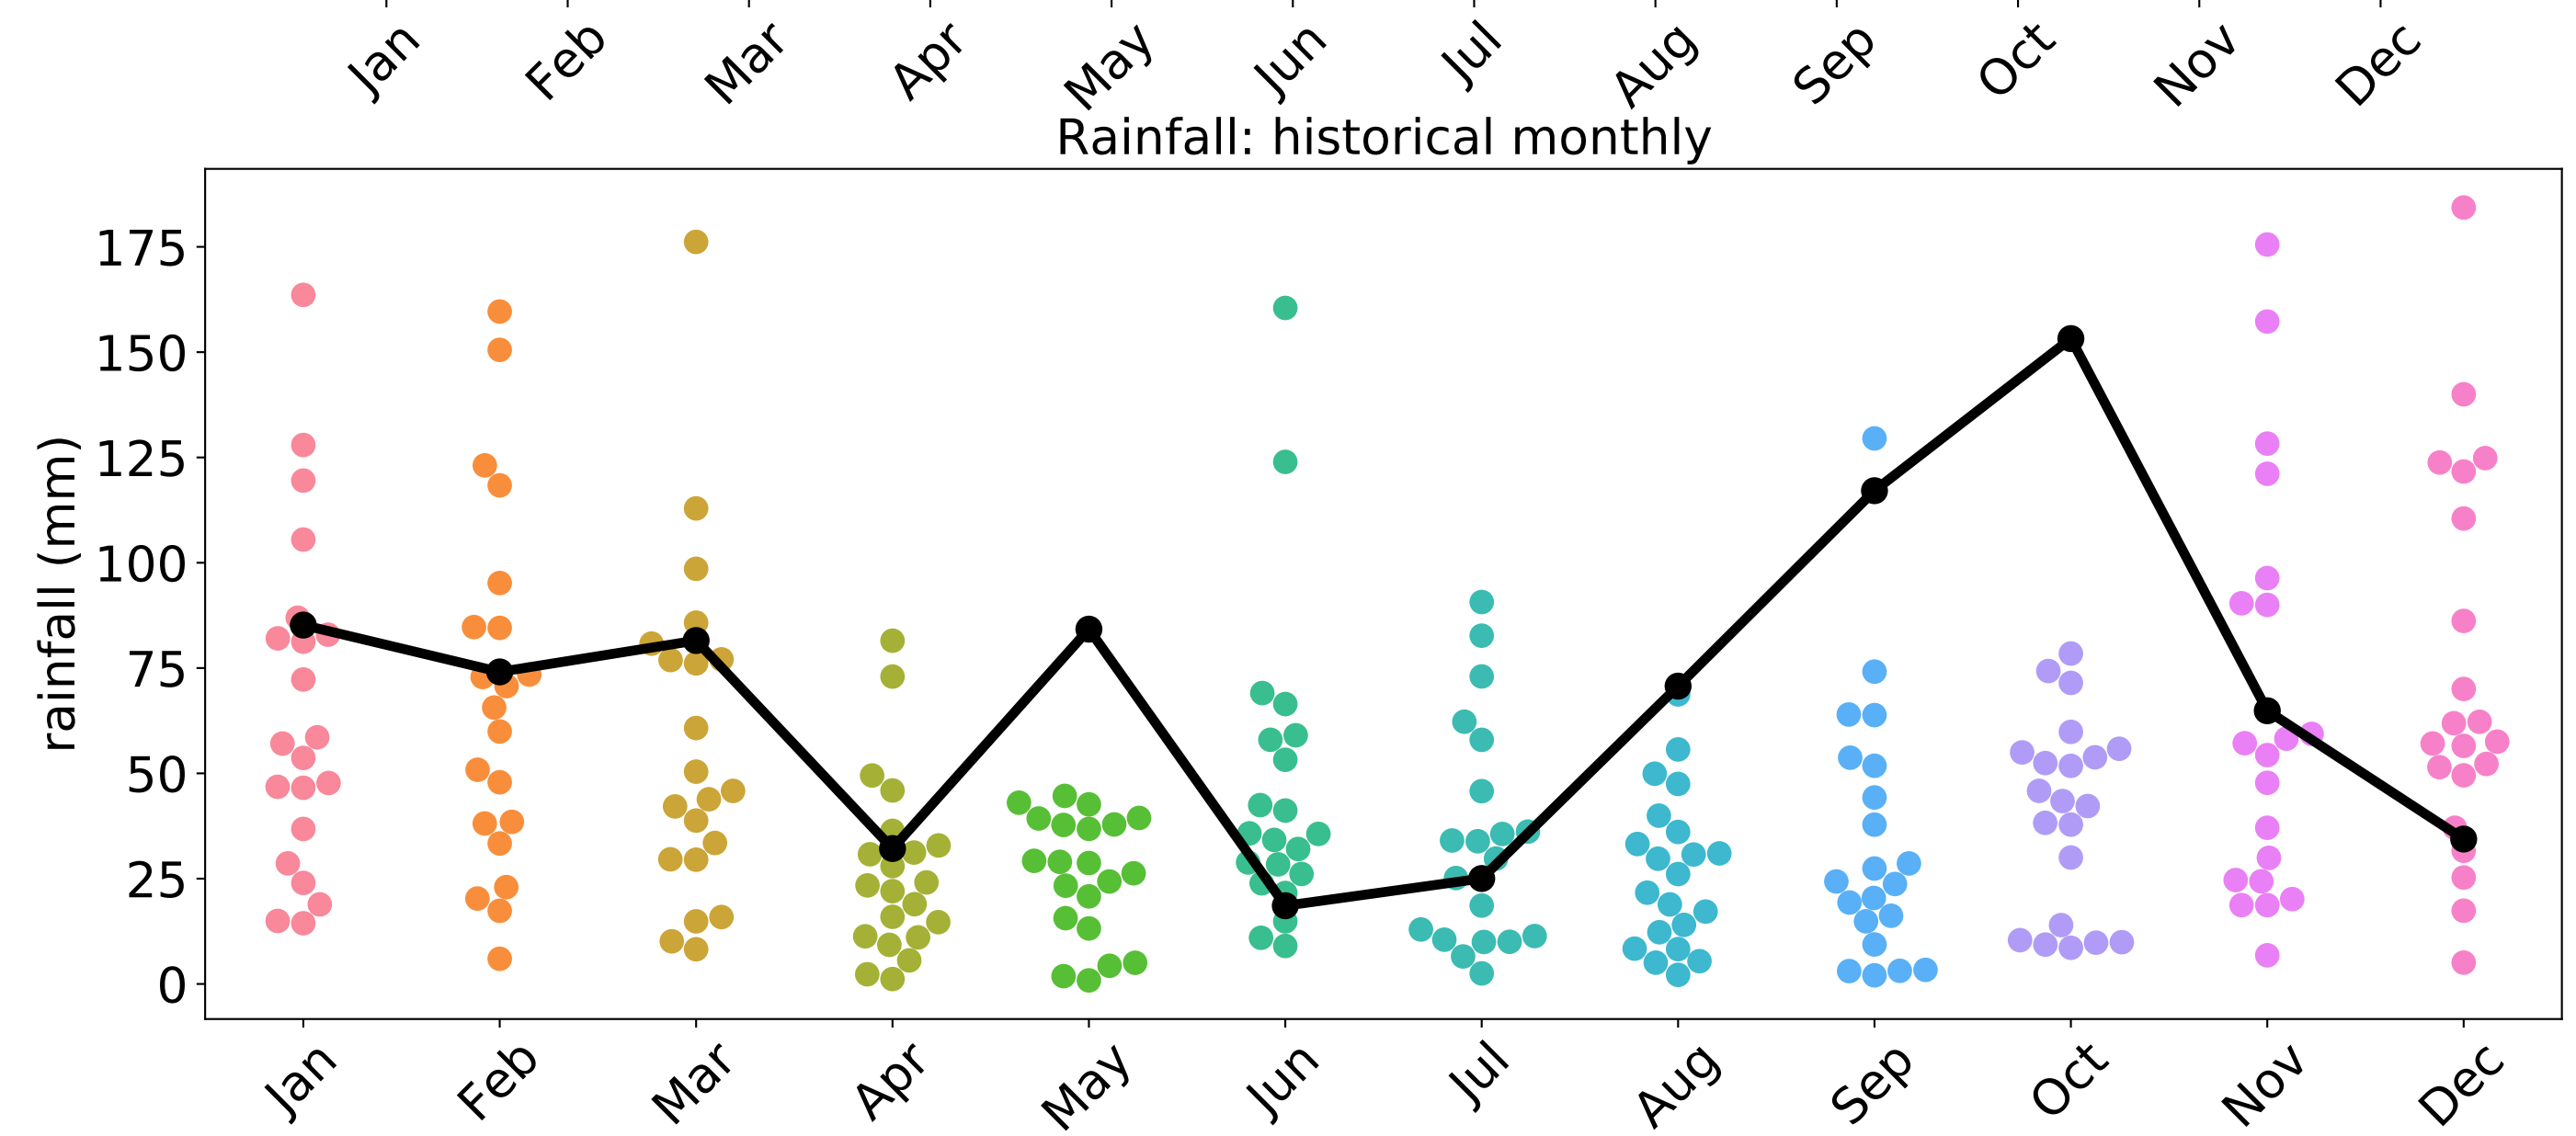 Jan Feb Mar Apr May Jun Jul Aug Sep Oct Nov Dec
Rainfall: historical monthly
rainfall (mm)
175
150
125
100
75
50
25
0
Jan Feb Mar Apr May Jun Jul Aug Sep Oct Nov Dec